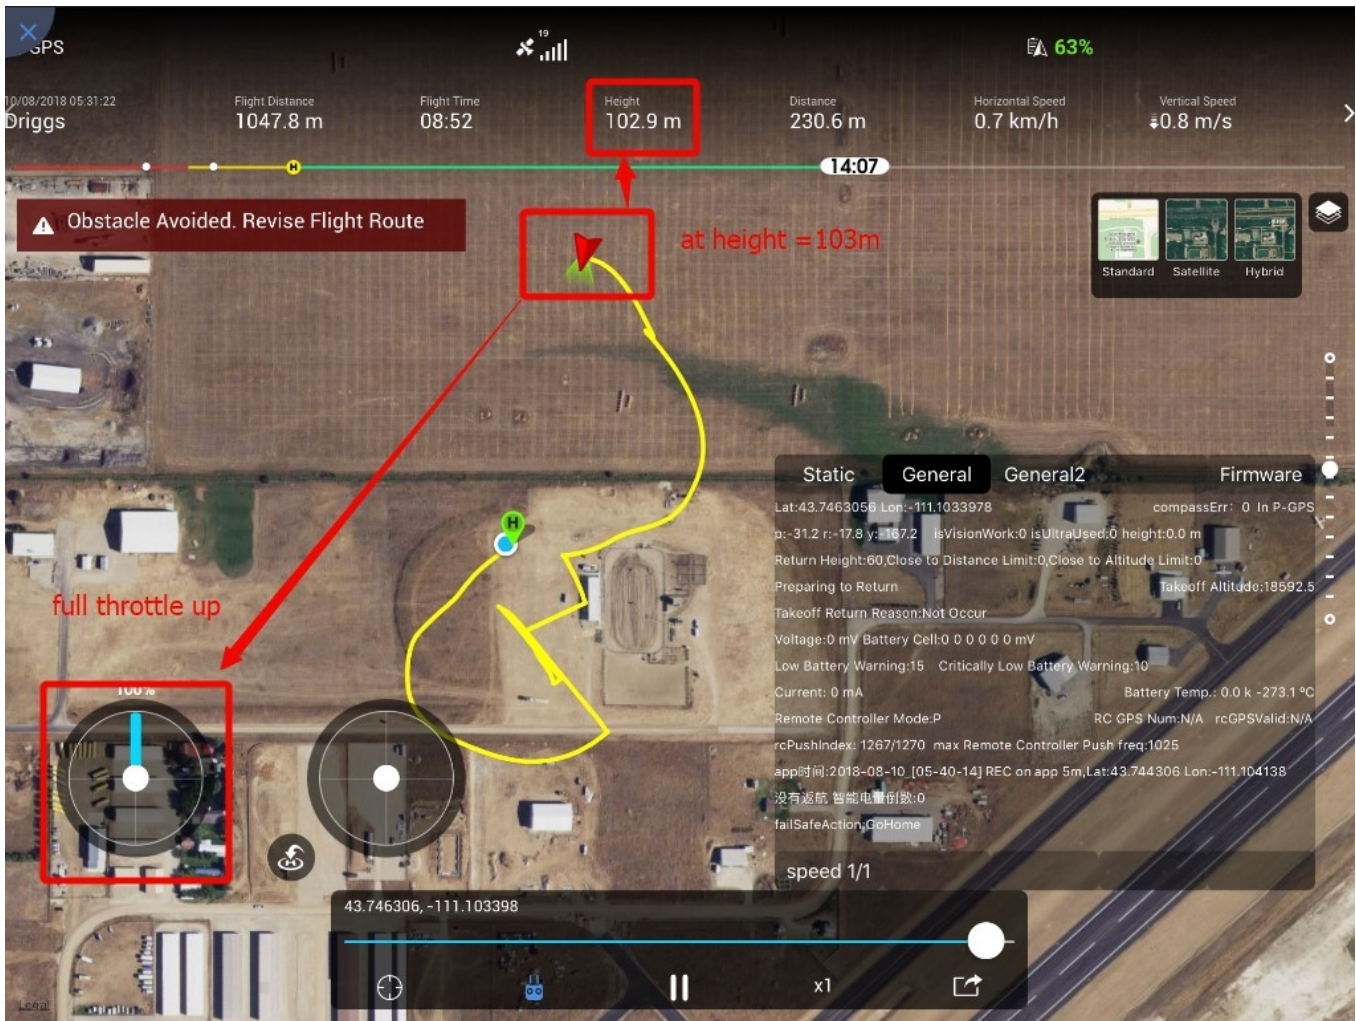 GPS
19
63%
10/08/2018 05:31:22
Driggs
Flight Distance
1047.8 m
Flight Time
08:52
Height
102.9 m
Distance
230.6 m
Horizontal Speed
0.7 km/h
Vertical Speed
0.8 m/s
H
14:07
Obstacle Avoided. Revise Flight Route
at height =103m
Standard
Satellite
Hybrid
Static
General
General2
Firmware
Lat:43.7463056 Lon:-111.1033978
compassErr: 0 In P-GPS
p:-31.2 r:-17.8 y:-167.2 isVisionWork:0 isUltraUsed:0 height:0.0 m
Return Height:60,Close to Distance Limit:0,Close to Altitude Limit:0
Preparing to Return
Takeoff Altitude:18592.5
Takeoff Return Reason:Not Occur
Voltage:0 mV Battery Cell:0 0 0 0 0 0 mV
Low Battery Warning:15 Critically Low Battery Warning:10
Current: 0 mA
Battery Temp.: 0.0 k -273.1 ºC
Remote Controller Mode:P
RC GPS Num:N/A rcGPSValid:N/A
rcPushIndex: 1267/1270 max Remote Controller Push freq:1025
app时间:2018-08-10_[05-40-14] REC on app 5m,Lat:43.744306 Lon:-111.104138
没有返航 智能电量倒数:0
failSafeAction:GoHome
speed 1/1
H
full throttle up
100%
H
43.746306, -111.103398
x1
Legal